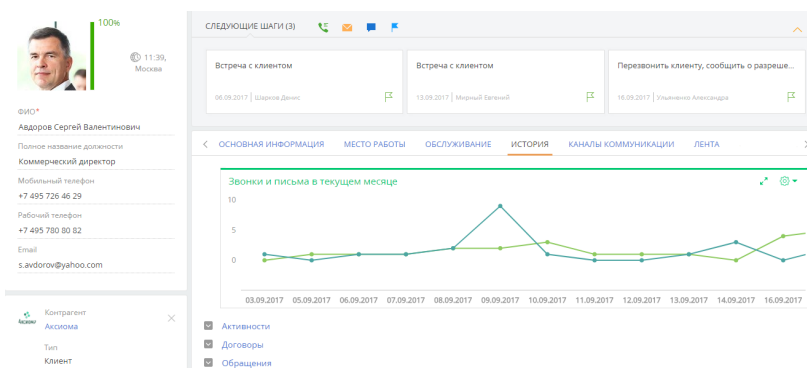 100%
11:39,
Москва
ФИО*
Авдоров Сергей Валентинович
Полное название должности
Коммерческий директор
Мобильный телефон
+7 495 726 46 29
Рабочий телефон
+7 495 780 80 82
Email
s.avdorov@yahoo.com
Контрагент
Аксиома
Аксиома
Тип
Клиент
СЛЕДУЮЩИЕ ШАГИ (3)
Встреча с клиентом
06.09.2017 | Шарков Денис
Встреча с клиентом
13.09.2017 | Мирный Евгений
Перезвонить клиенту, сообщить о разреше...
16.09.2017 | Ульяненко Александра
ОСНОВНАЯ ИНФОРМАЦИЯ МЕСТО РАБОТЫ ОБСЛУЖИВАНИЕ ИСТОРИЯ КАНАЛЫ КОММУНИКАЦИИ ЛЕНТА
Звонки и письма в текущем месяце
10
5
0
03.09.2017 05.09.2017 06.09.2017 07.09.2017 08.09.2017 09.09.2017 10.09.2017 11.09.2017 12.09.2017 13.09.2017 14.09.2017 16.09.2017
Активности
Договоры
Обращения